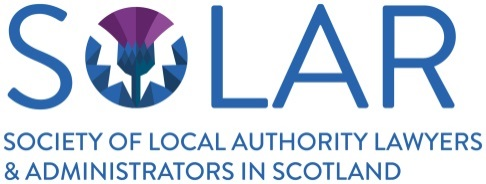 SOLAR
SOCIETY OF LOCAL AUTHORITY LAWYERS
& ADMINISTRATORS IN SCOTLAND